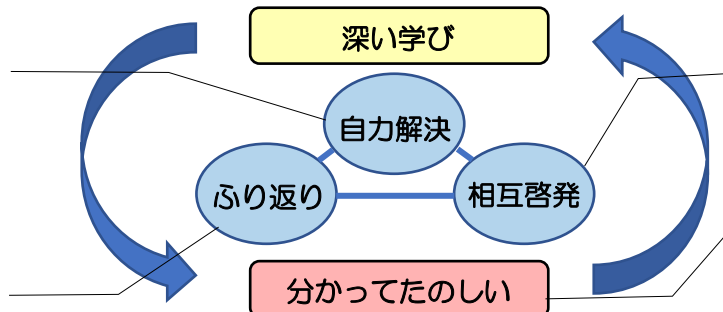 深い学び
自力解決
ふり返り
相互啓発
分かってたのしい